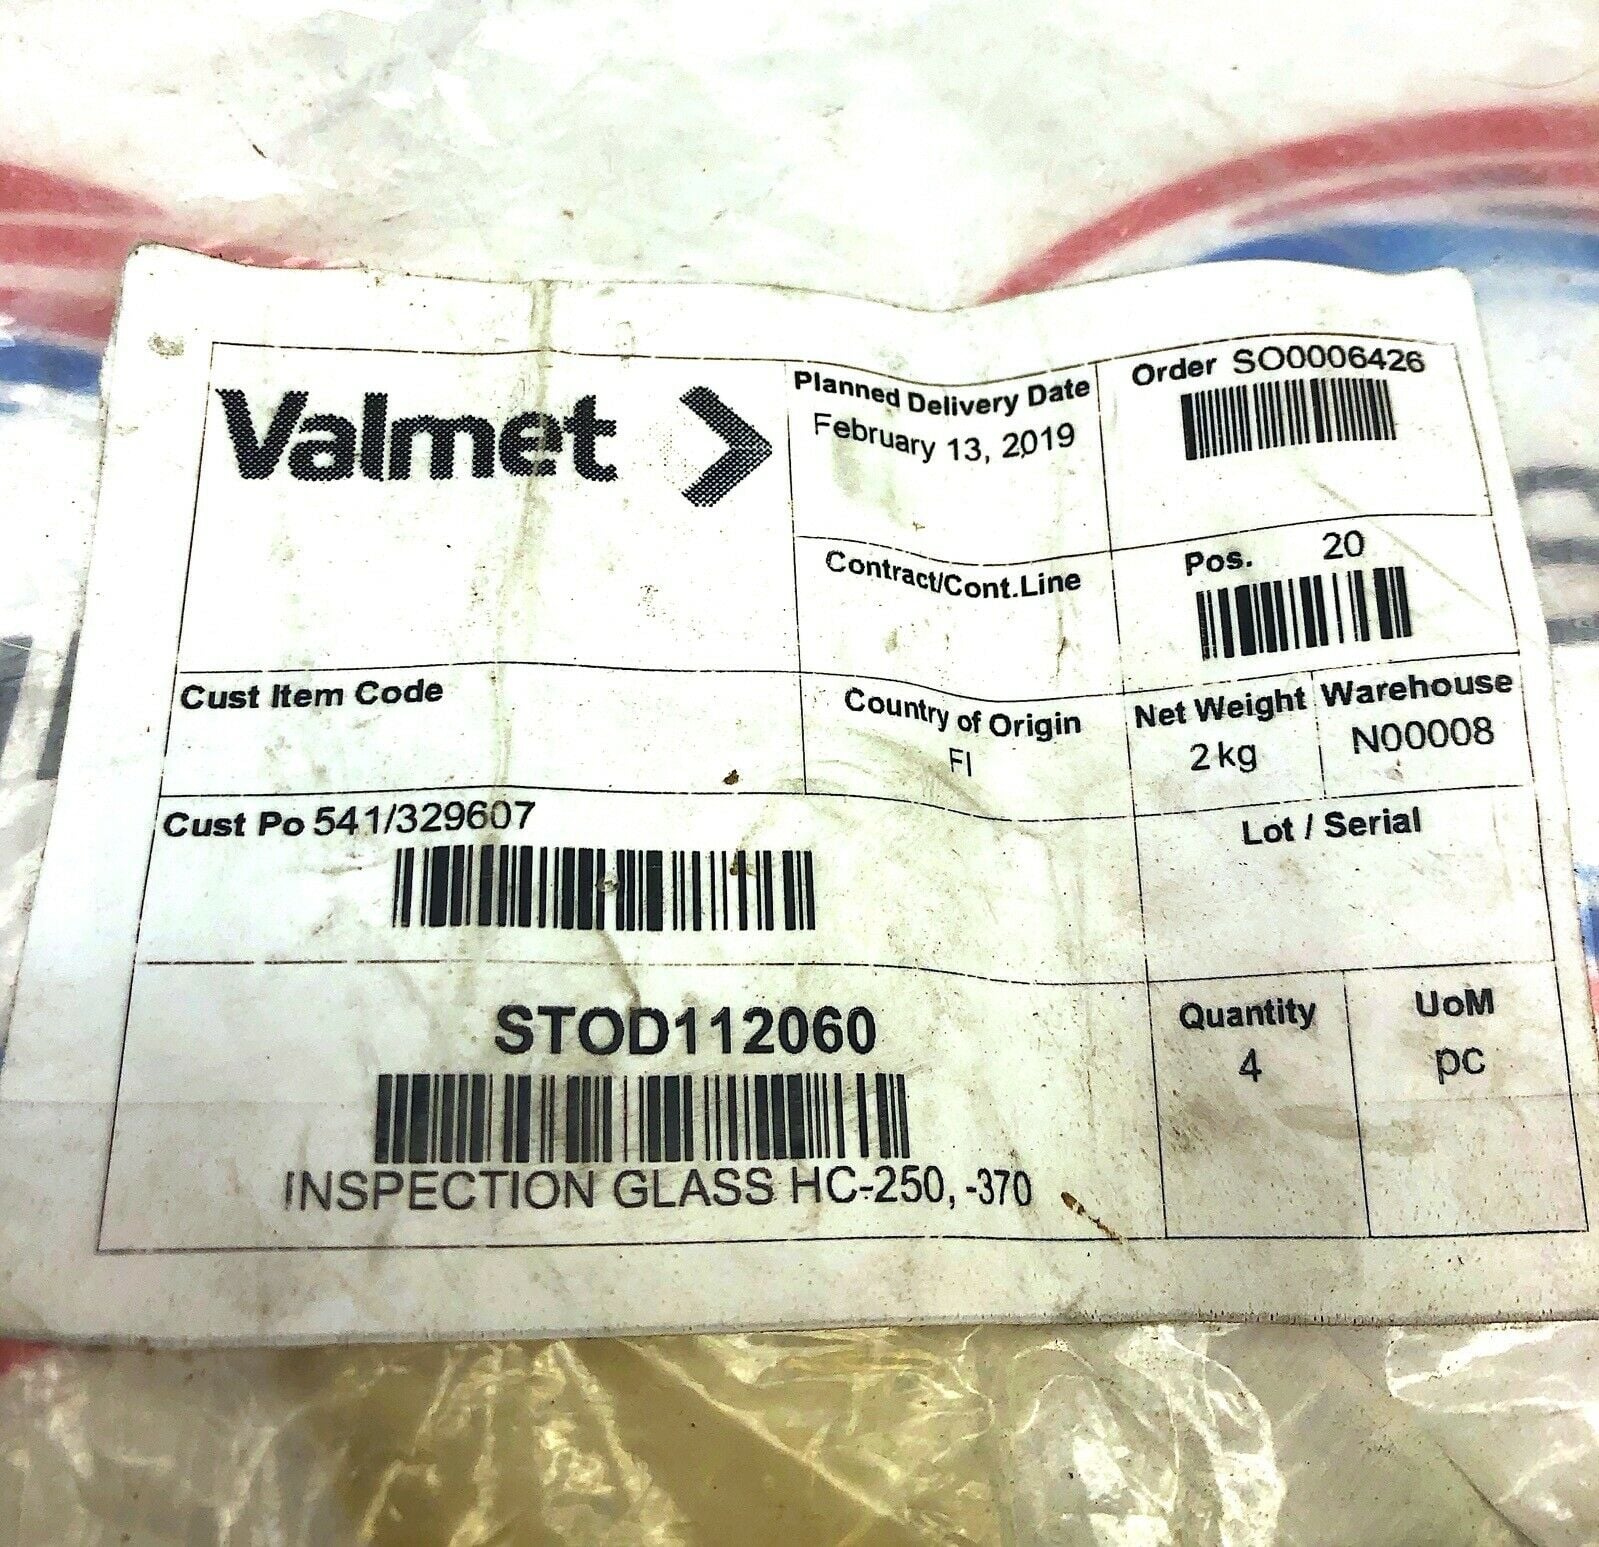 Valmet
Planned Delivery Date
February 13, 2019
Order SO0006426
Contract/Cont.Line
Pos. 20
Cust Item Code
Country of Origin
FI
Net Weight
2 kg
Warehouse
N00008
Cust Po 541/329607
Lot / Serial
STOD112060
INSPECTION GLASS HC-250, -370
Quantity
4
UoM
pc